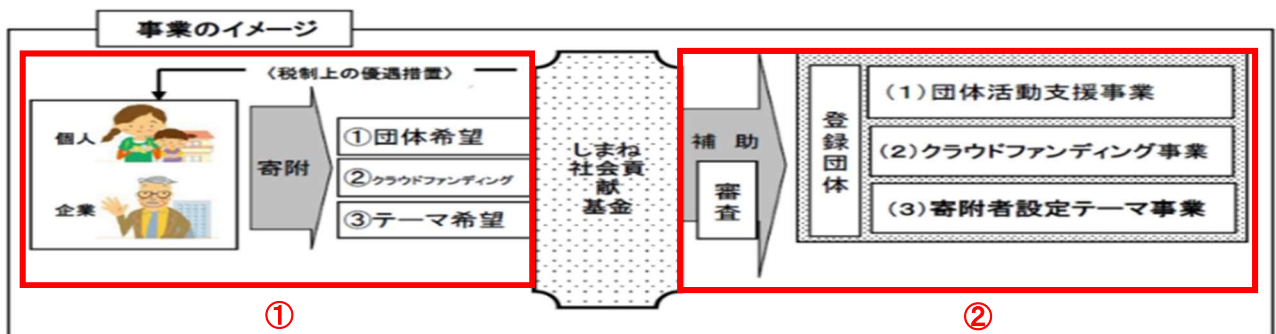 事業のイメージ
〈税制上の優遇措置〉
個人
企業
寄附
①団体希望
②クラウドファンディング
③テーマ希望
しまね
社会貢
献
基金
補助
審査
登録団体
(1)団体活動支援事業
(2)クラウドファンディング事業
(3)寄附者設定テーマ事業
①
②